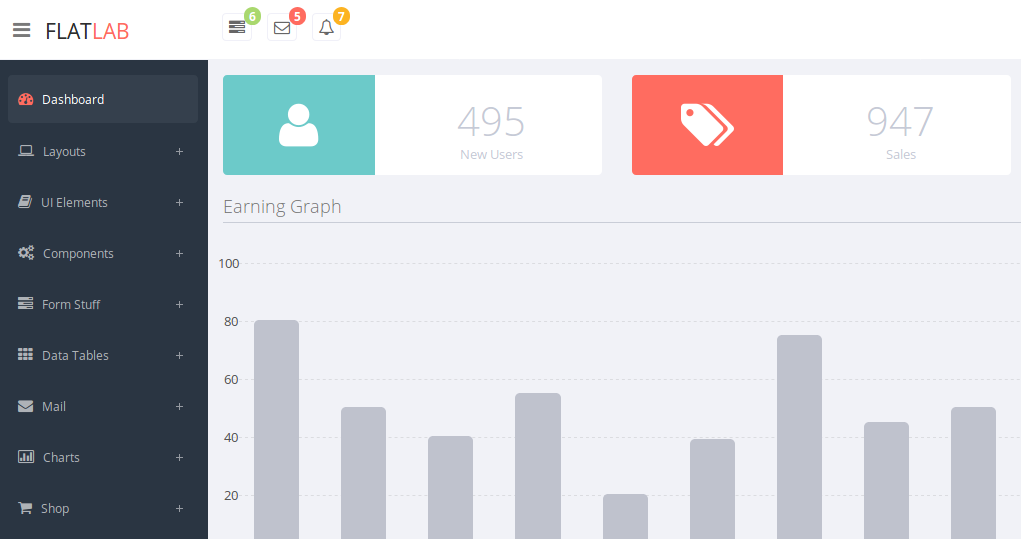 FLATLAB
6
5
7
Dashboard
Layouts +
UI Elements +
Components +
Form Stuff +
Data Tables +
Mail +
Charts +
Shop +
495
New Users
947
Sales
Earning Graph
100
80
60
40
20